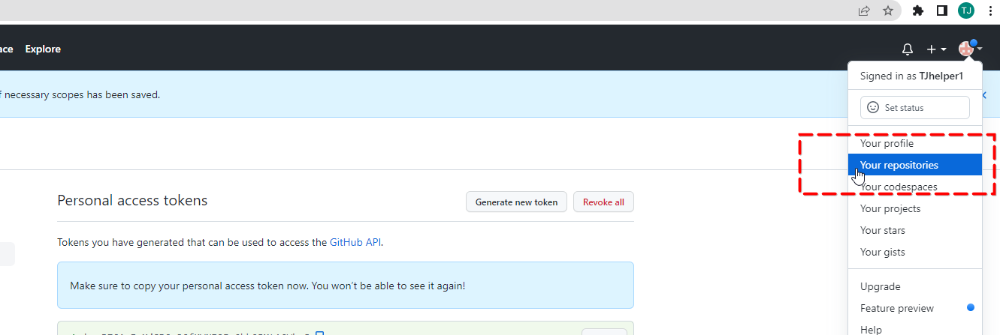 TJ
Explore
Signed in as TJhelper1
necessary scopes has been saved.
Set status
Your profile
Your repositories
Your codespaces
Your projects
Your stars
Your gists
Upgrade
Feature preview
Help
Personal access tokens
Generate new token
Revoke all
Tokens you have generated that can be used to access the GitHub API.
Make sure to copy your personal access token now. You won't be able to see it again!